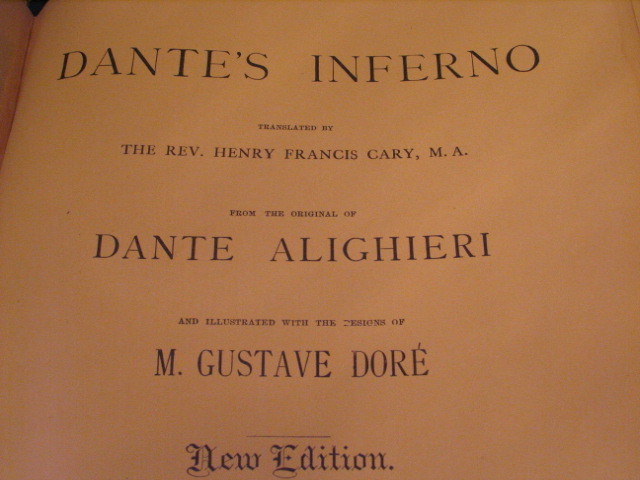 DANTE'S INFERNO
TRANSLATED BY
THE REV. HENRY FRANCIS CARY, M.A.
FROM THE ORIGINAL OF
DANTE ALIGHIERI
AND ILLUSTRATED WITH THE DESIGNS OF
M. GUSTAVE DORÉ
New Edition.